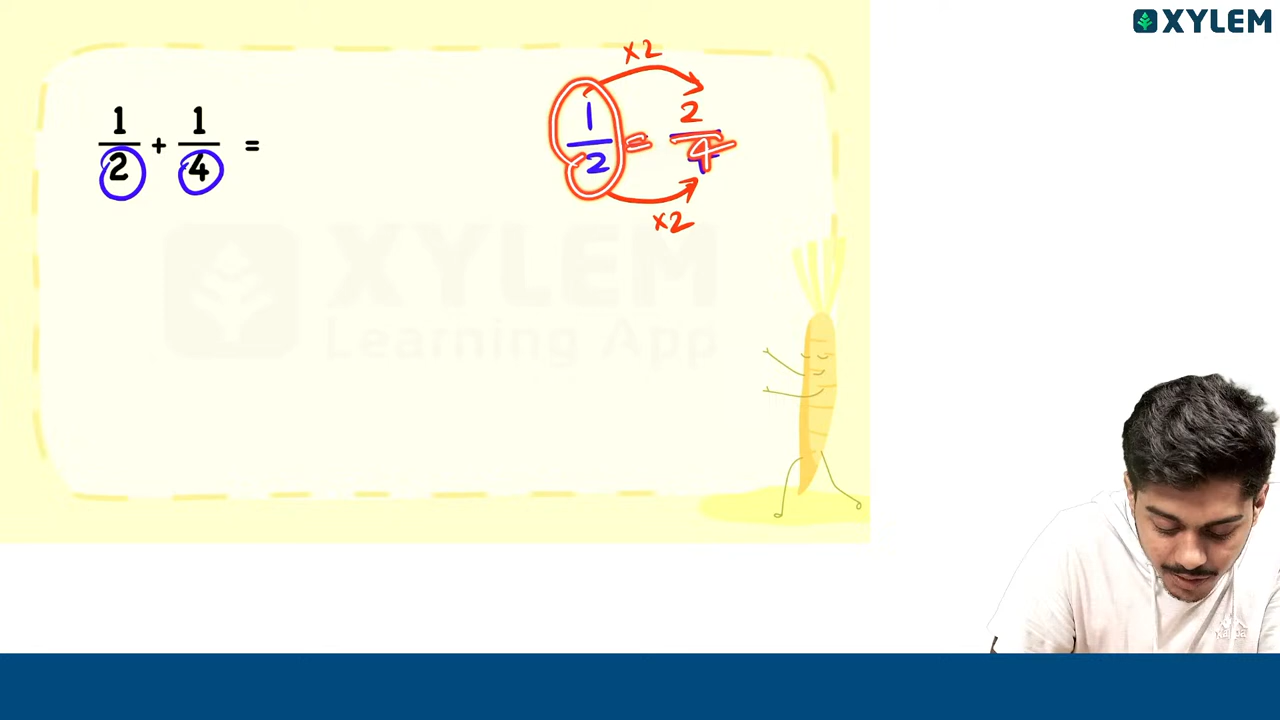 XYLEM
×2
1/2 + 1/4 =
1/2 = 2/4
×2
XYLEM
Learning App